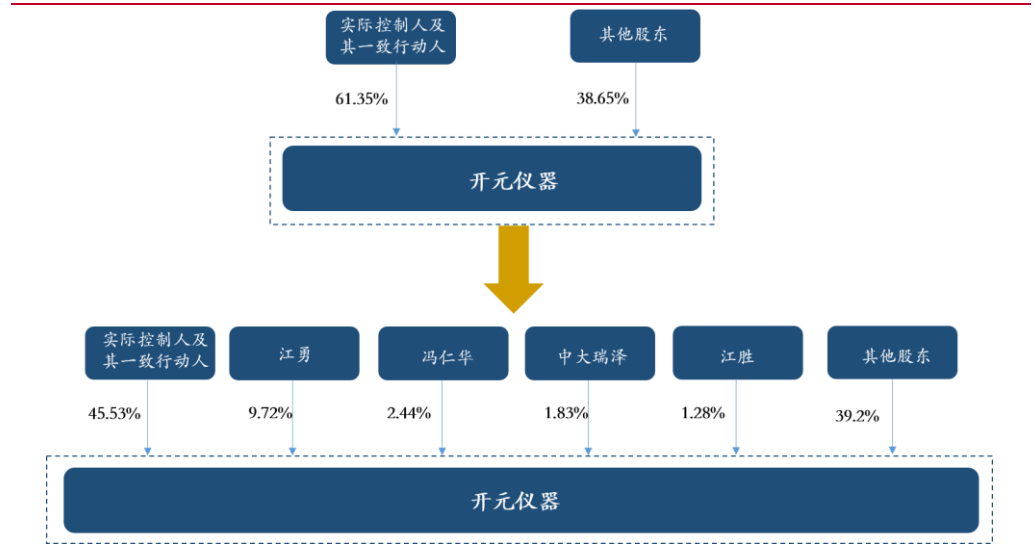 实际控制人及
其一致行动人
其他股东
61.35%
38.65%
开元仪器
实际控制人及
其一致行动人
江勇
冯仁华
中大瑞泽
江胜
其他股东
45.53%
9.72%
2.44%
1.83%
1.28%
39.2%
开元仪器